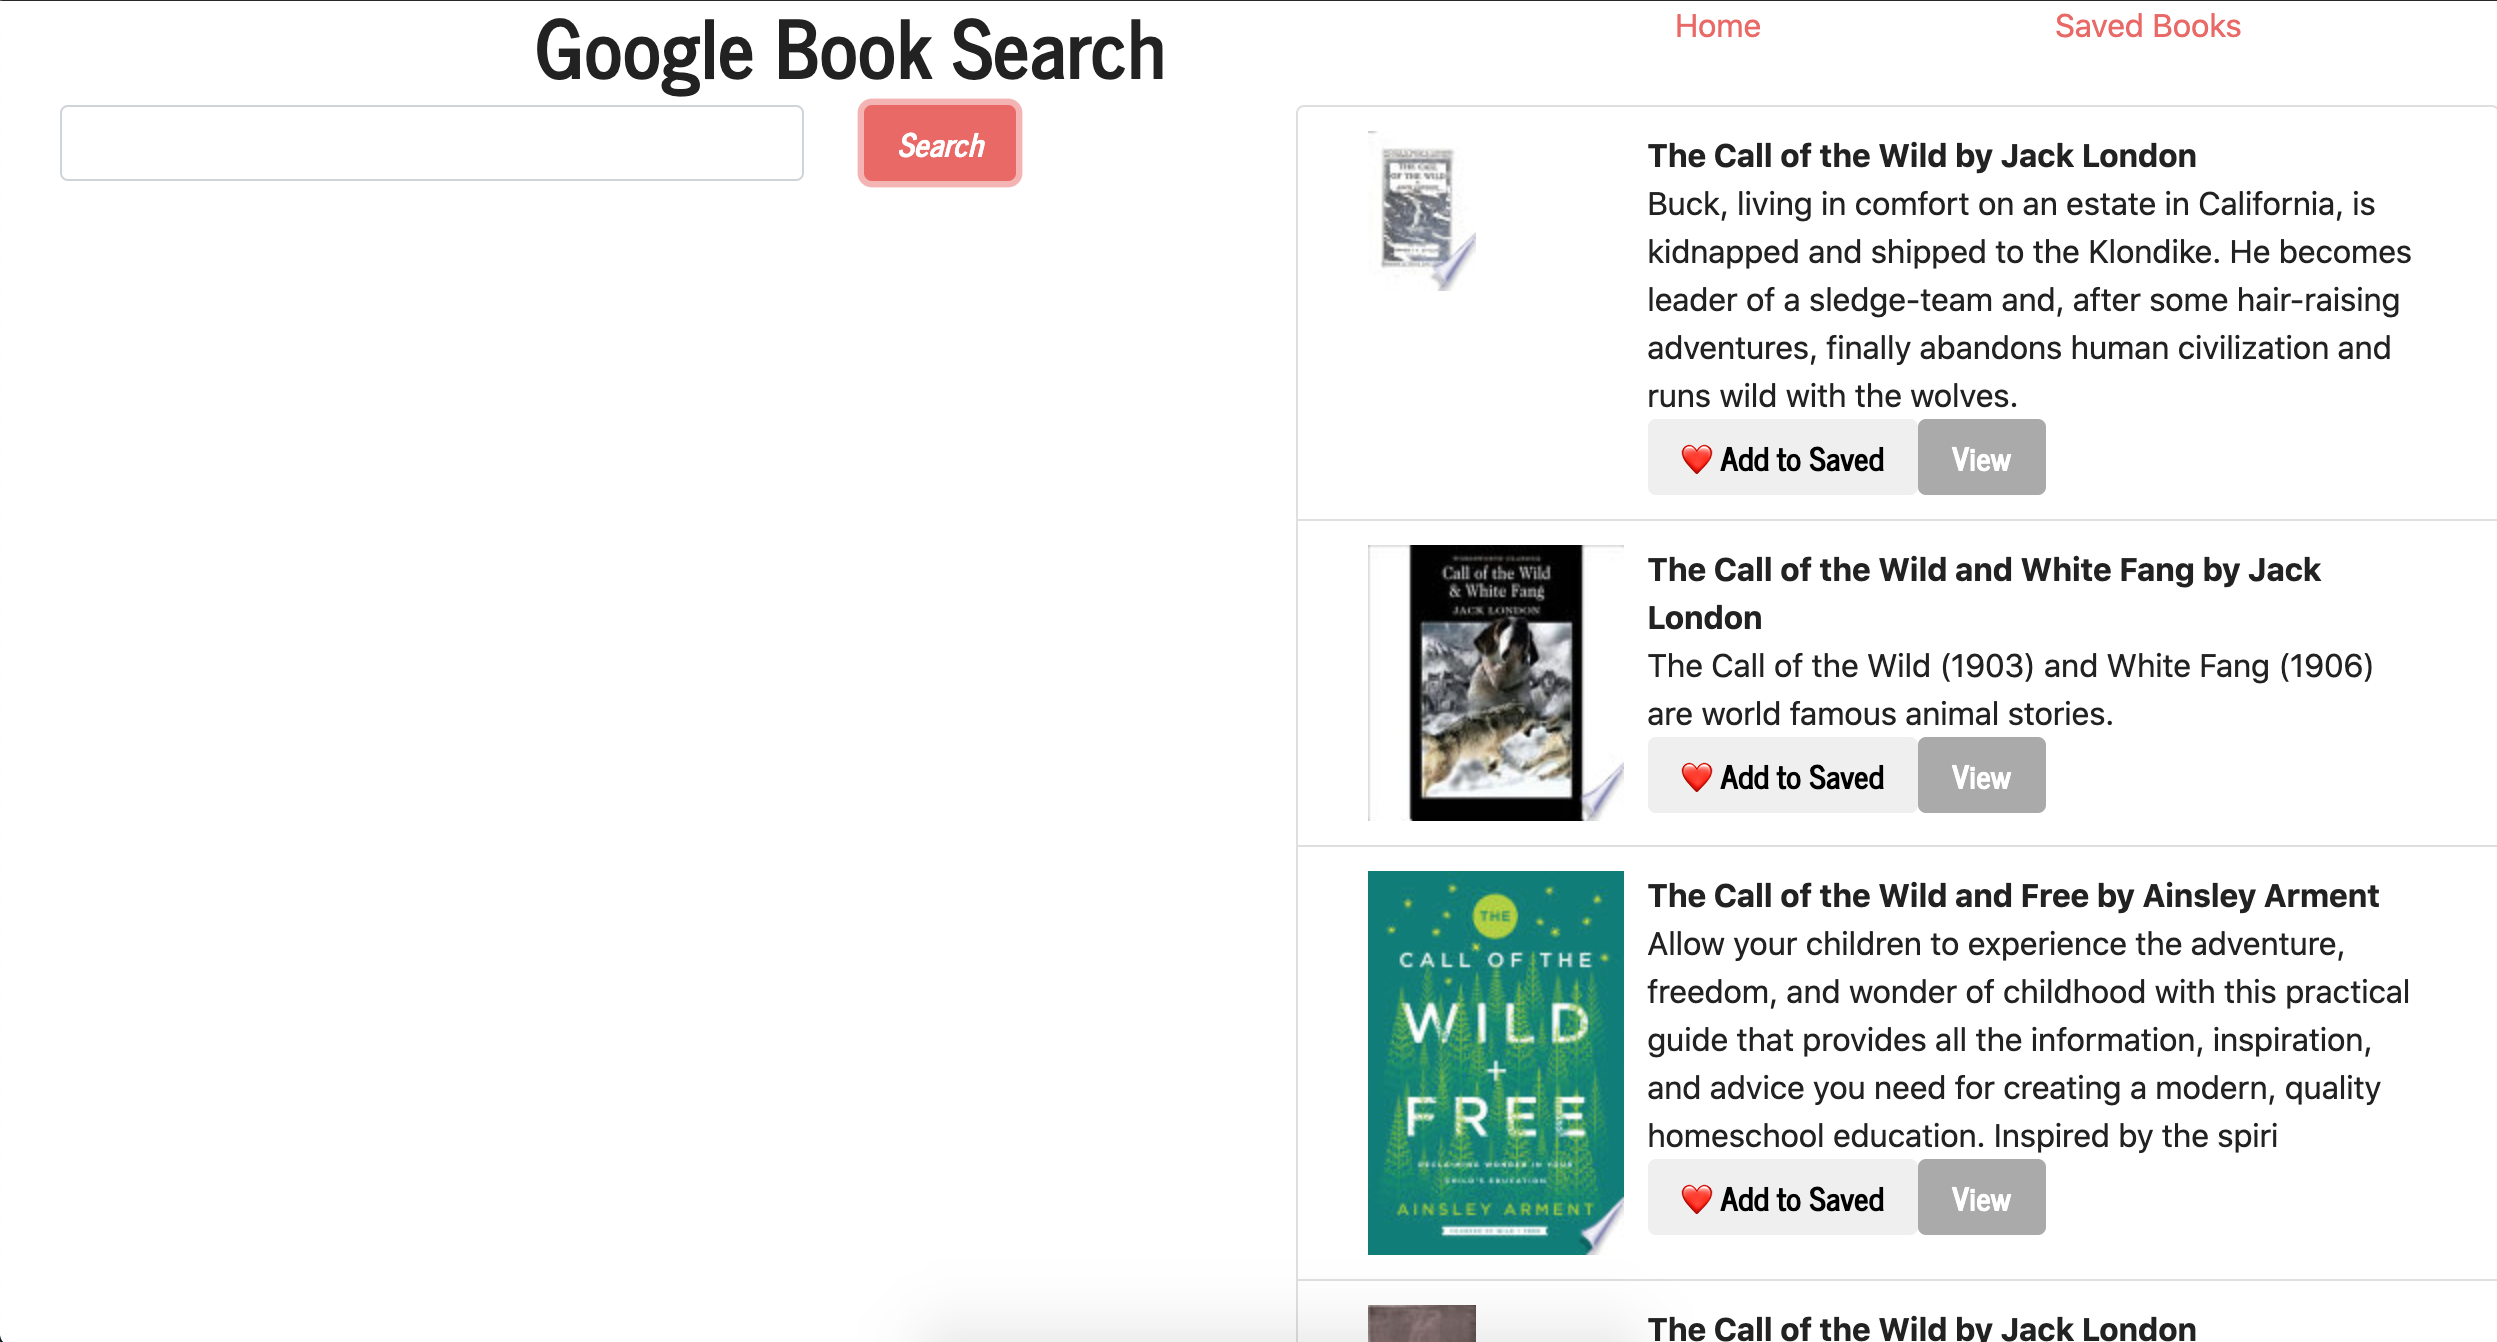 Google Book Search
Home
Saved Books
Search
THE CALL
OF THE WILD
The Call of the Wild by Jack London
Buck, living in comfort on an estate in California, is
kidnapped and shipped to the Klondike. He becomes
leader of a sledge-team and, after some hair-raising
adventures, finally abandons human civilization and
runs wild with the wolves.
❤️ Add to Saved
View
WORDSWORTH CLASSICS
Call of the Wild
& White Fang
JACK LONDON
The Call of the Wild and White Fang by Jack
London
The Call of the Wild (1903) and White Fang (1906)
are world famous animal stories.
❤️ Add to Saved
View
THE
CALL OF THE
WILD
+
FREE
RECLAIMING WONDER IN YOUR
CHILD'S EDUCATION
AINSLEY ARMENT
The Call of the Wild and Free by Ainsley Arment
Allow your children to experience the adventure,
freedom, and wonder of childhood with this practical
guide that provides all the information, inspiration,
and advice you need for creating a modern, quality
homeschool education. Inspired by the spiri
❤️ Add to Saved
View
The Call of the Wild by Jack London